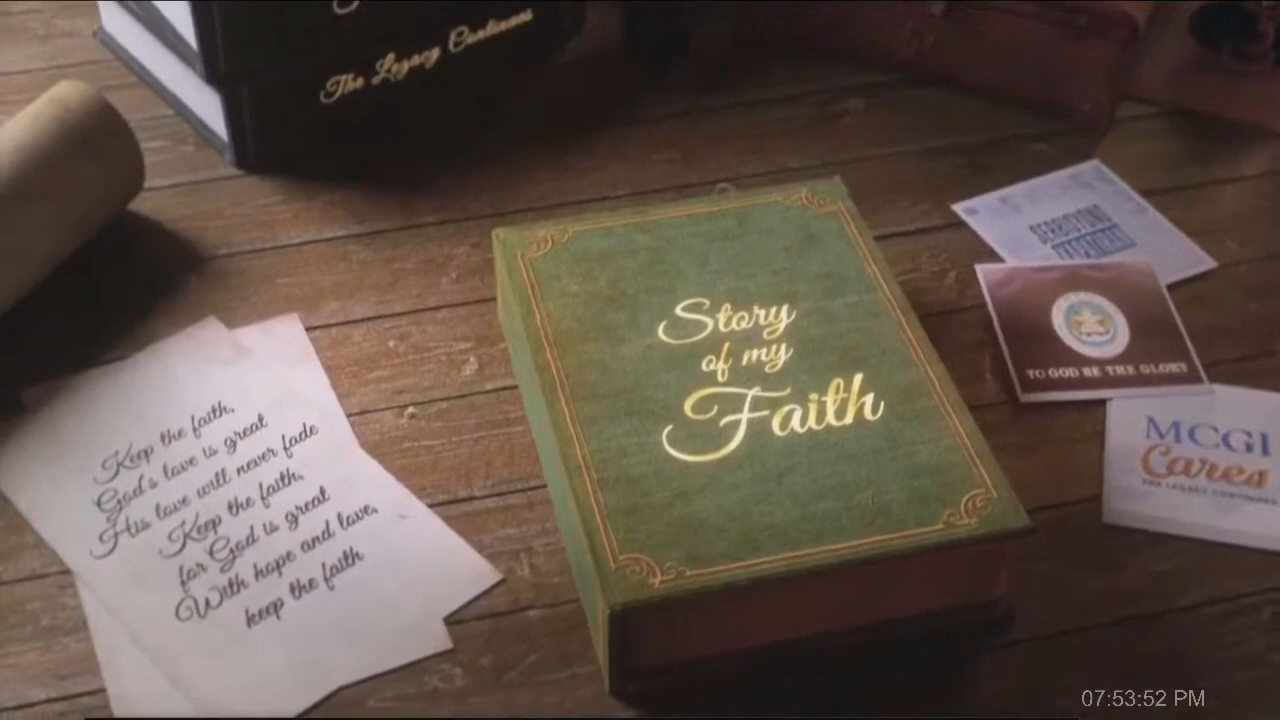 The Legacy Continues
Story
of my
Faith
Keep the faith,
God's love is great
His love will never fade
Keep the faith,
for God is great
With hope and love,
keep the faith
SERBISYONG
KAPATIRAN
TO GOD BE THE GLORY
MCGI
Cares
THE LEGACY CONTINUES
07:53:52 PM